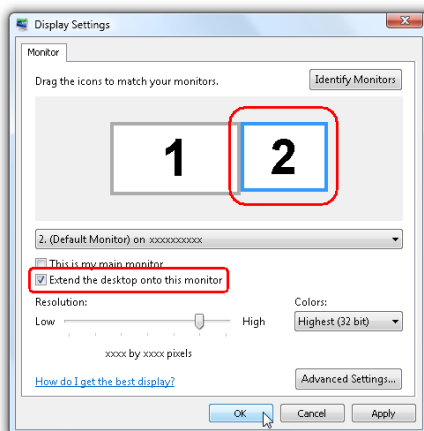 Display Settings
Monitor
Drag the icons to match your monitors.
Identify Monitors
1
2
2. (Default Monitor) on xxxxxxxxxx
This is my main monitor
Extend the desktop onto this monitor
Resolution:
Colors:
Low
High
Highest (32 bit)
xxxx by xxxx pixels
How do I get the best display?
Advanced Settings...
OK
Cancel
Apply